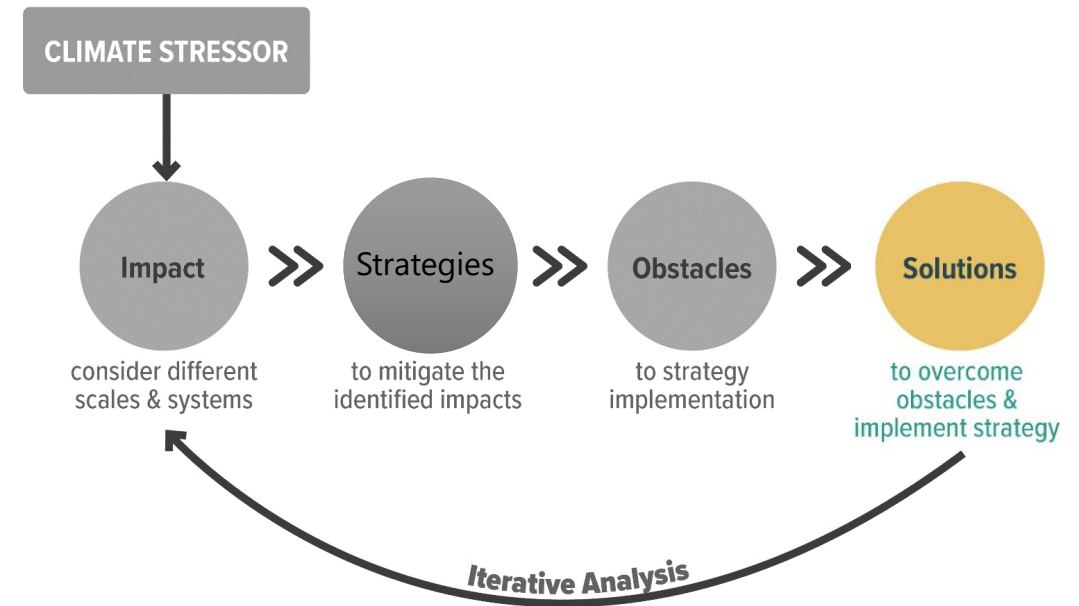 CLIMATE STRESSOR
Impact
consider different
scales & systems
Strategies
to mitigate the
identified impacts
Obstacles
to strategy
implementation
Solutions
to overcome
obstacles &
implement strategy
Iterative Analysis